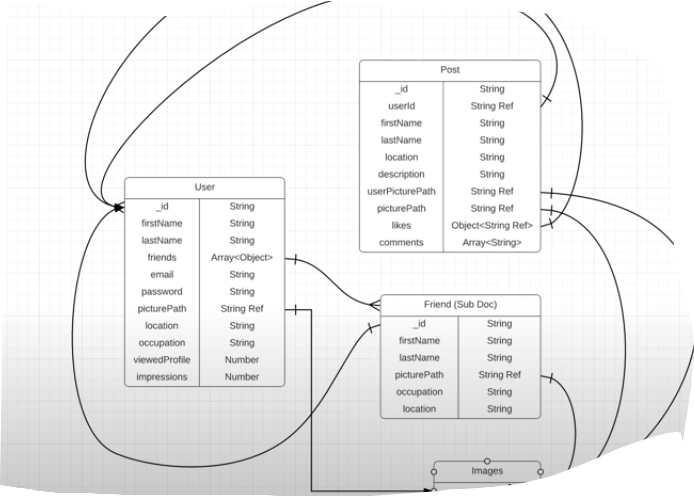 Post
_id String
userId String Ref
firstName String
lastName String
location String
description String
userPicturePath String Ref
picturePath String Ref
likes Object<String Ref>
comments Array<String>
User
_id String
firstName String
lastName String
friends Array<Object>
email String
password String
picturePath String Ref
location String
occupation String
viewedProfile Number
impressions Number
Friend (Sub Doc)
_id String
firstName String
lastName String
picturePath String Ref
occupation String
location String
Images